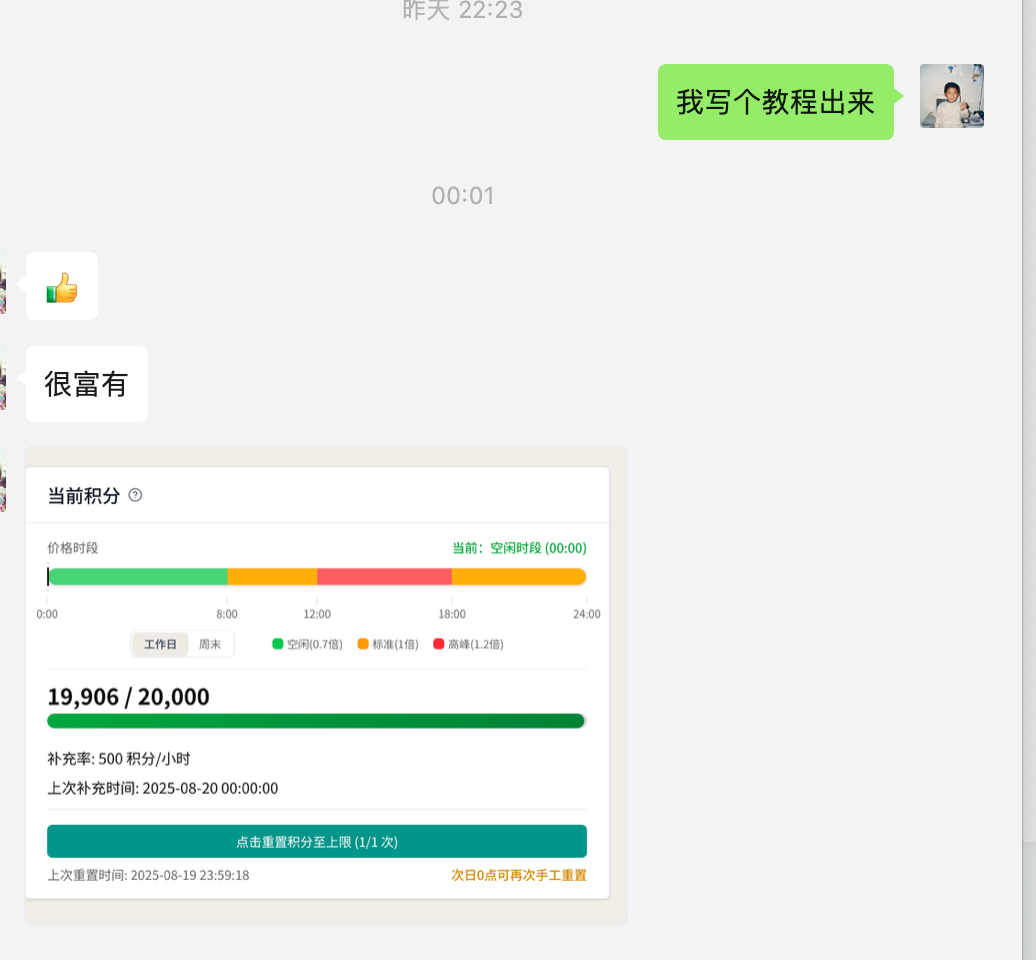 昨天 22:23
我写个教程出来
00:01
很富有
当前积分
价格时段
当前：空闲时段 (00:00)
0:00 8:00 12:00 18:00 24:00
工作日 周末 空闲(0.7倍) 标准(1倍) 高峰(1.2倍)
19,906 / 20,000
补充率: 500 积分/小时
上次补充时间: 2025-08-20 00:00:00
点击重置积分至上限 (1/1 次)
上次重置时间: 2025-08-19 23:59:18
次日0点可再次手工重置